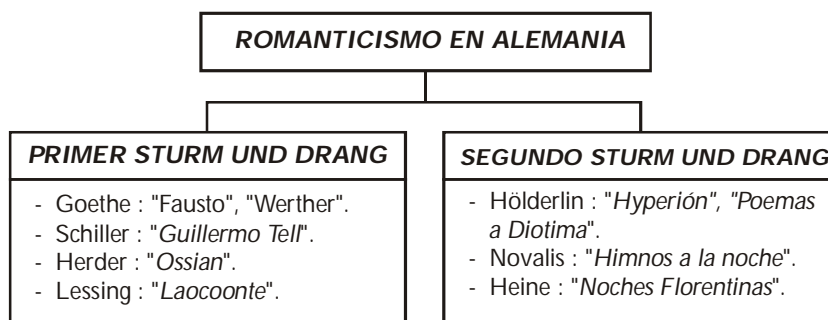 ROMANTICISMO EN ALEMANIA
PRIMER STURM UND DRANG
- Goethe : "Fausto", "Werther".
- Schiller : "Guillermo Tell".
- Herder : "Ossian".
- Lessing : "Laocoonte".
SEGUNDO STURM UND DRANG
- Hölderlin : "Hyperión", "Poemas
a Diotima".
- Novalis : "Himnos a la noche".
- Heine : "Noches Florentinas".